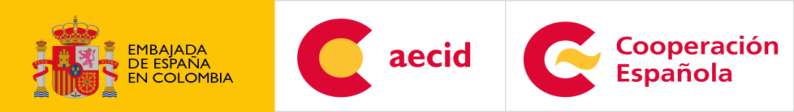 EMBAJADA
DE ESPAÑA
EN COLOMBIA
aecid
Cooperación
Española